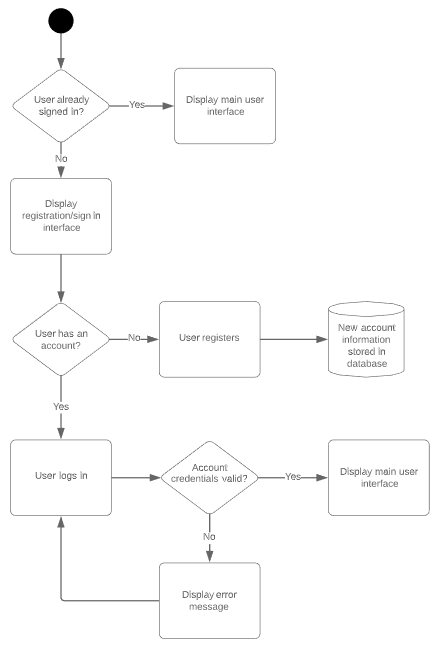 User already
signed in?
Yes
Display main user
interface
No
Display
registration/sign in
interface
User has an
account?
No
User registers
New account
information
stored in
database
Yes
User logs in
Account
credentials valid?
Yes
Display main user
interface
No
Display error
message